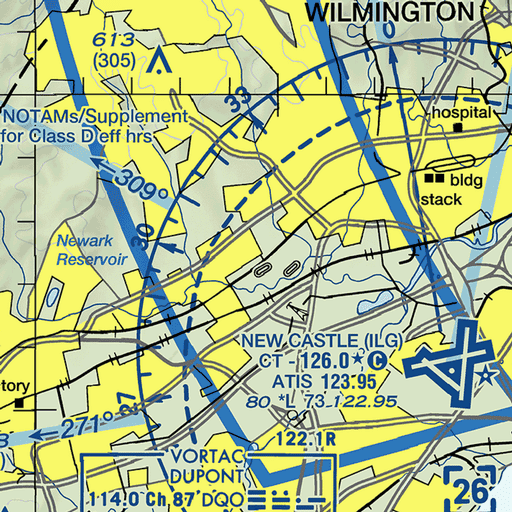 WILMINGTON
613
(305)
0
33
NOTAMs/Supplement
for Class D eff hrs
hospital
bldg
stack
309°
30
Newark
Reservoir
NEW CASTLE (ILG)
CT - 126.0 ★ C
ATIS 123.95
80 *L 73 122.95
tory
27
271°
122.1R
VORTAC
DUPONT
114.0 Ch 87 DQO
26